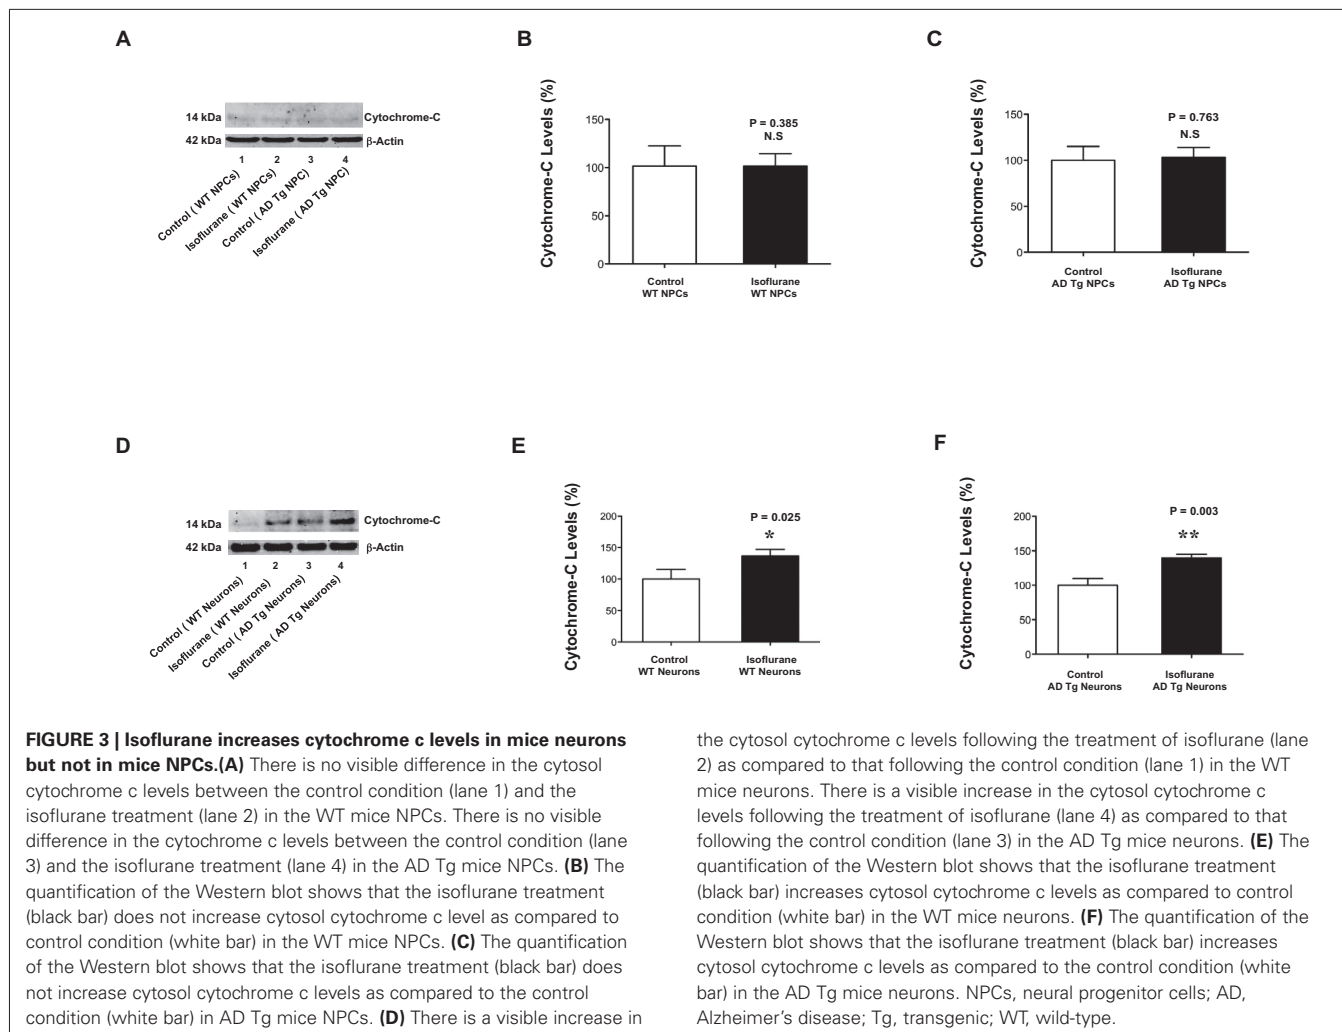 A
14 kDa
Cytochrome-C
42 kDa
β-Actin
1 2 3 4
Control ( WT NPCs)
Isoflurane ( WT NPCs)
Control ( AD Tg NPC)
Isoflurane ( AD Tg NPC)
B
Cytochrome-C Levels (%)
150
100
50
0
P = 0.385
N.S
Control
WT NPCs
Isoflurane
WT NPCs
C
Cytochrome-C Levels (%)
150
100
50
0
P = 0.763
N.S
Control
AD Tg NPCs
Isoflurane
AD Tg NPCs
D
14 kDa
Cytochrome-C
42 kDa
β-Actin
1 2 3 4
Control ( WT Neurons)
Isoflurane ( WT Neurons)
Control ( AD Tg Neurons)
Isoflurane ( AD Tg Neurons)
E
Cytochrome-C Levels (%)
200
150
100
50
0
P = 0.025
*
Control
WT Neurons
Isoflurane
WT Neurons
F
Cytochrome-C Levels (%)
200
150
100
50
0
P = 0.003
**
Control
AD Tg Neurons
Isoflurane
AD Tg Neurons
FIGURE 3 | Isoflurane increases cytochrome c levels in mice neurons
but not in mice NPCs.(A) There is no visible difference in the cytosol
cytochrome c levels between the control condition (lane 1) and the
isoflurane treatment (lane 2) in the WT mice NPCs. There is no visible
difference in the cytochrome c levels between the control condition (lane
3) and the isoflurane treatment (lane 4) in the AD Tg mice NPCs. (B) The
quantification of the Western blot shows that the isoflurane treatment
(black bar) does not increase cytosol cytochrome c level as compared to
control condition (white bar) in the WT mice NPCs. (C) The quantification
of the Western blot shows that the isoflurane treatment (black bar) does
not increase cytosol cytochrome c levels as compared to the control
condition (white bar) in AD Tg mice NPCs. (D) There is a visible increase in
the cytosol cytochrome c levels following the treatment of isoflurane (lane
2) as compared to that following the control condition (lane 1) in the WT
mice neurons. There is a visible increase in the cytosol cytochrome c
levels following the treatment of isoflurane (lane 4) as compared to that
following the control condition (lane 3) in the AD Tg mice neurons. (E) The
quantification of the Western blot shows that the isoflurane treatment
(black bar) increases cytosol cytochrome c levels as compared to control
condition (white bar) in the WT mice neurons. (F) The quantification of the
Western blot shows that the isoflurane treatment (black bar) increases
cytosol cytochrome c levels as compared to the control condition (white
bar) in the AD Tg mice neurons. NPCs, neural progenitor cells; AD,
Alzheimer's disease; Tg, transgenic; WT, wild-type.